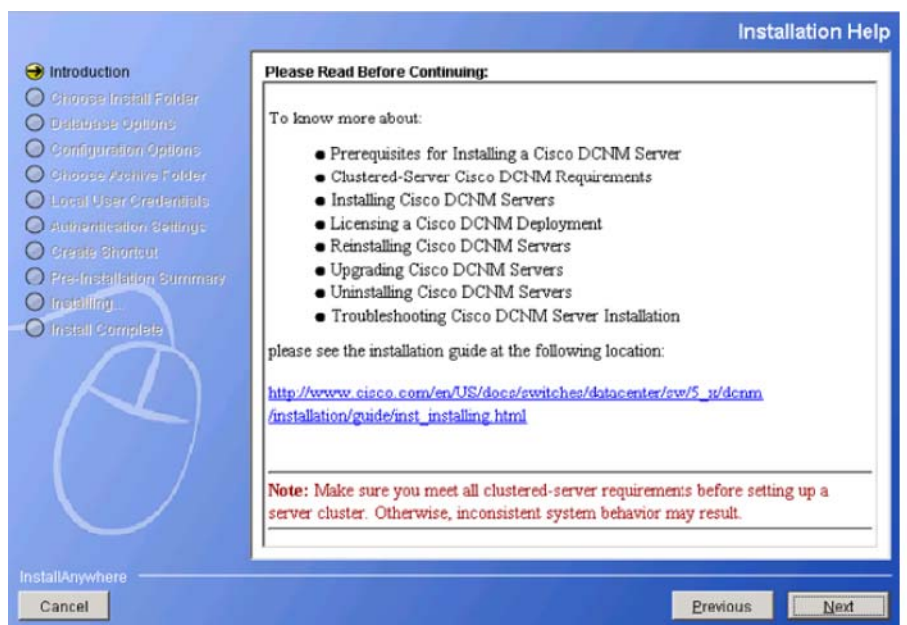 Installation Help
Introduction
Choose Install Folder
Database Options
Configuration Options
Choose Archive Folder
Local User Credentials
Authentication Settings
Create Shortcut
Pre-Installation Summary
Installing...
Install Complete
Please Read Before Continuing:
To know more about:
● Prerequisites for Installing a Cisco DCNM Server
● Clustered-Server Cisco DCNM Requirements
● Installing Cisco DCNM Servers
● Licensing a Cisco DCNM Deployment
● Reinstalling Cisco DCNM Servers
● Upgrading Cisco DCNM Servers
● Uninstalling Cisco DCNM Servers
● Troubleshooting Cisco DCNM Server Installation
please see the installation guide at the following location:
http://www.cisco.com/en/US/docs/switches/datacenter/sw/5_x/dcnm
/installation/guide/inst_installing.html
Note: Make sure you meet all clustered-server requirements before setting up a
server cluster. Otherwise, inconsistent system behavior may result.
InstallAnywhere
Cancel
Previous
Next